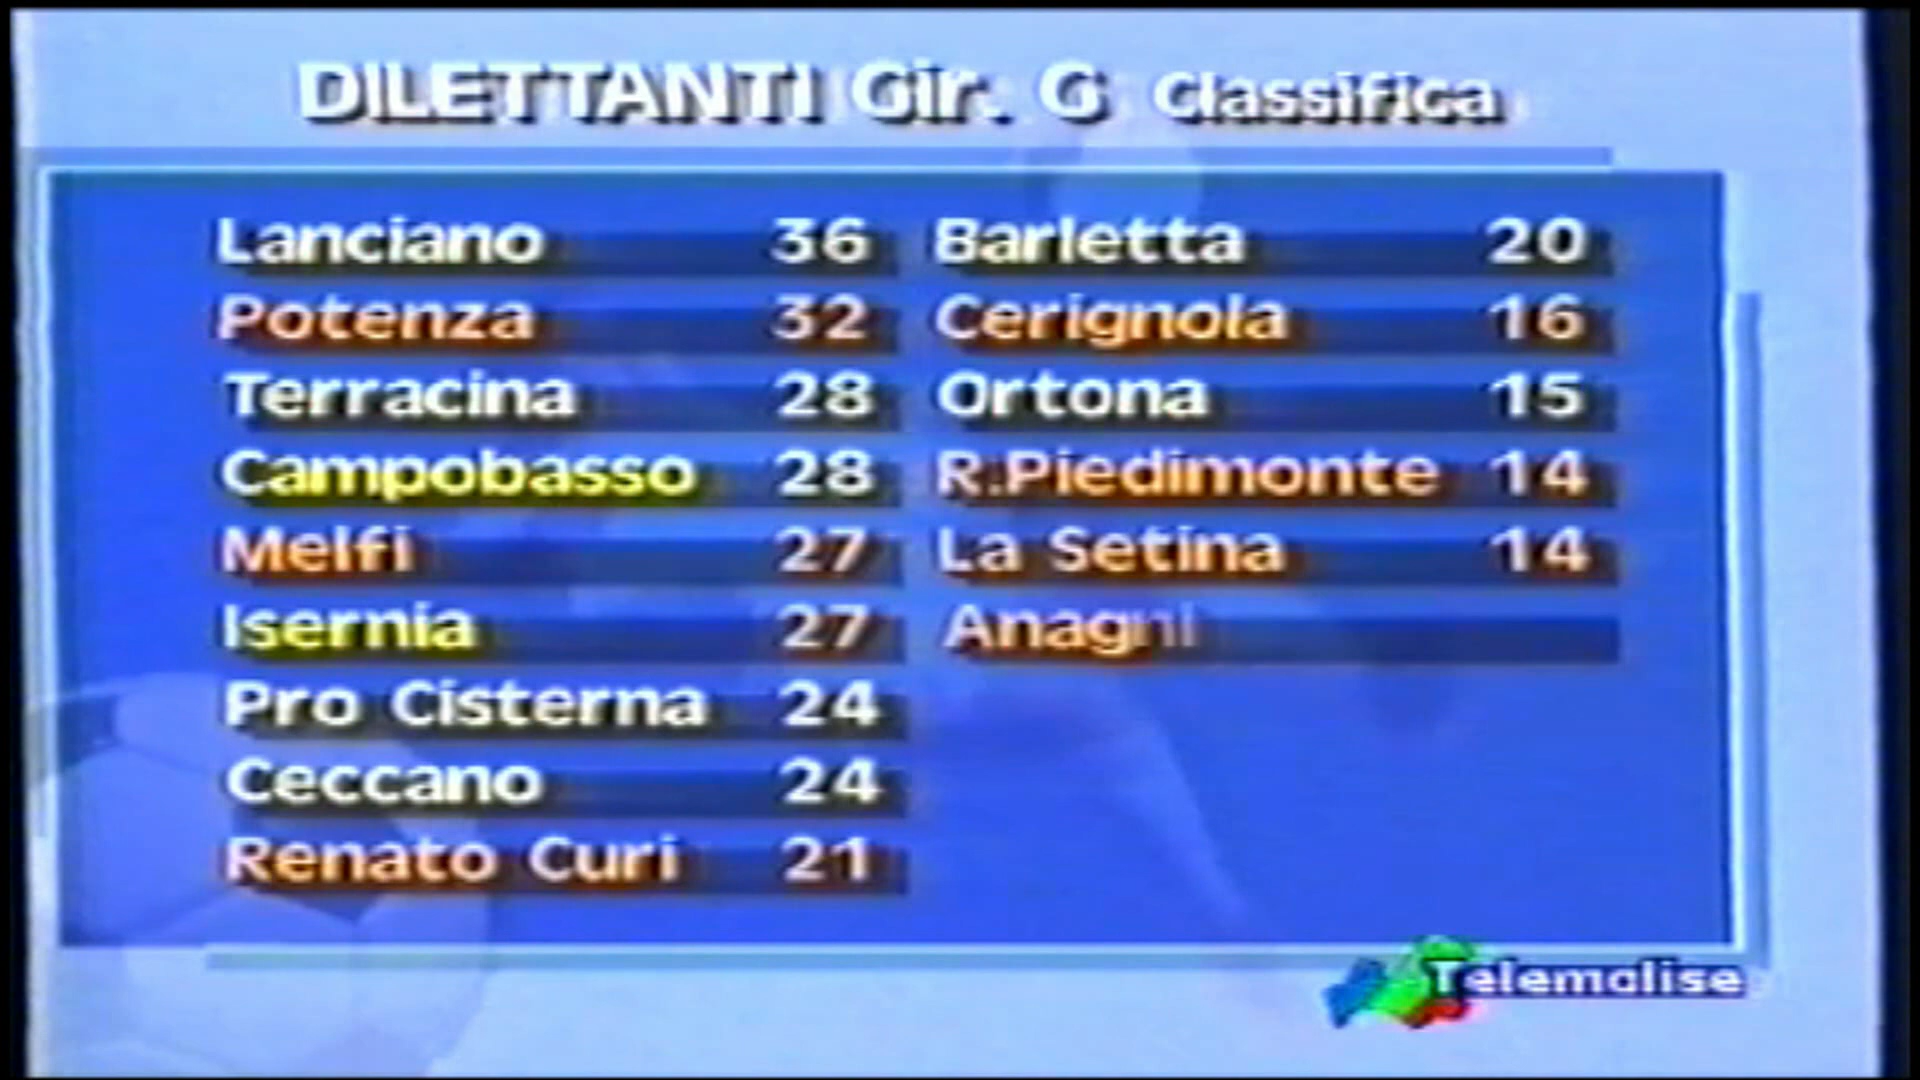 DILETTANTI Gir. G Classifica
Lanciano 36
Potenza 32
Terracina 28
Campobasso 28
Melfi 27
Isernia 27
Pro Cisterna 24
Ceccano 24
Renato Curi 21
Barletta 20
Cerignola 16
Ortona 15
R.Piedimonte 14
La Setina 14
Anagni
Telemolise